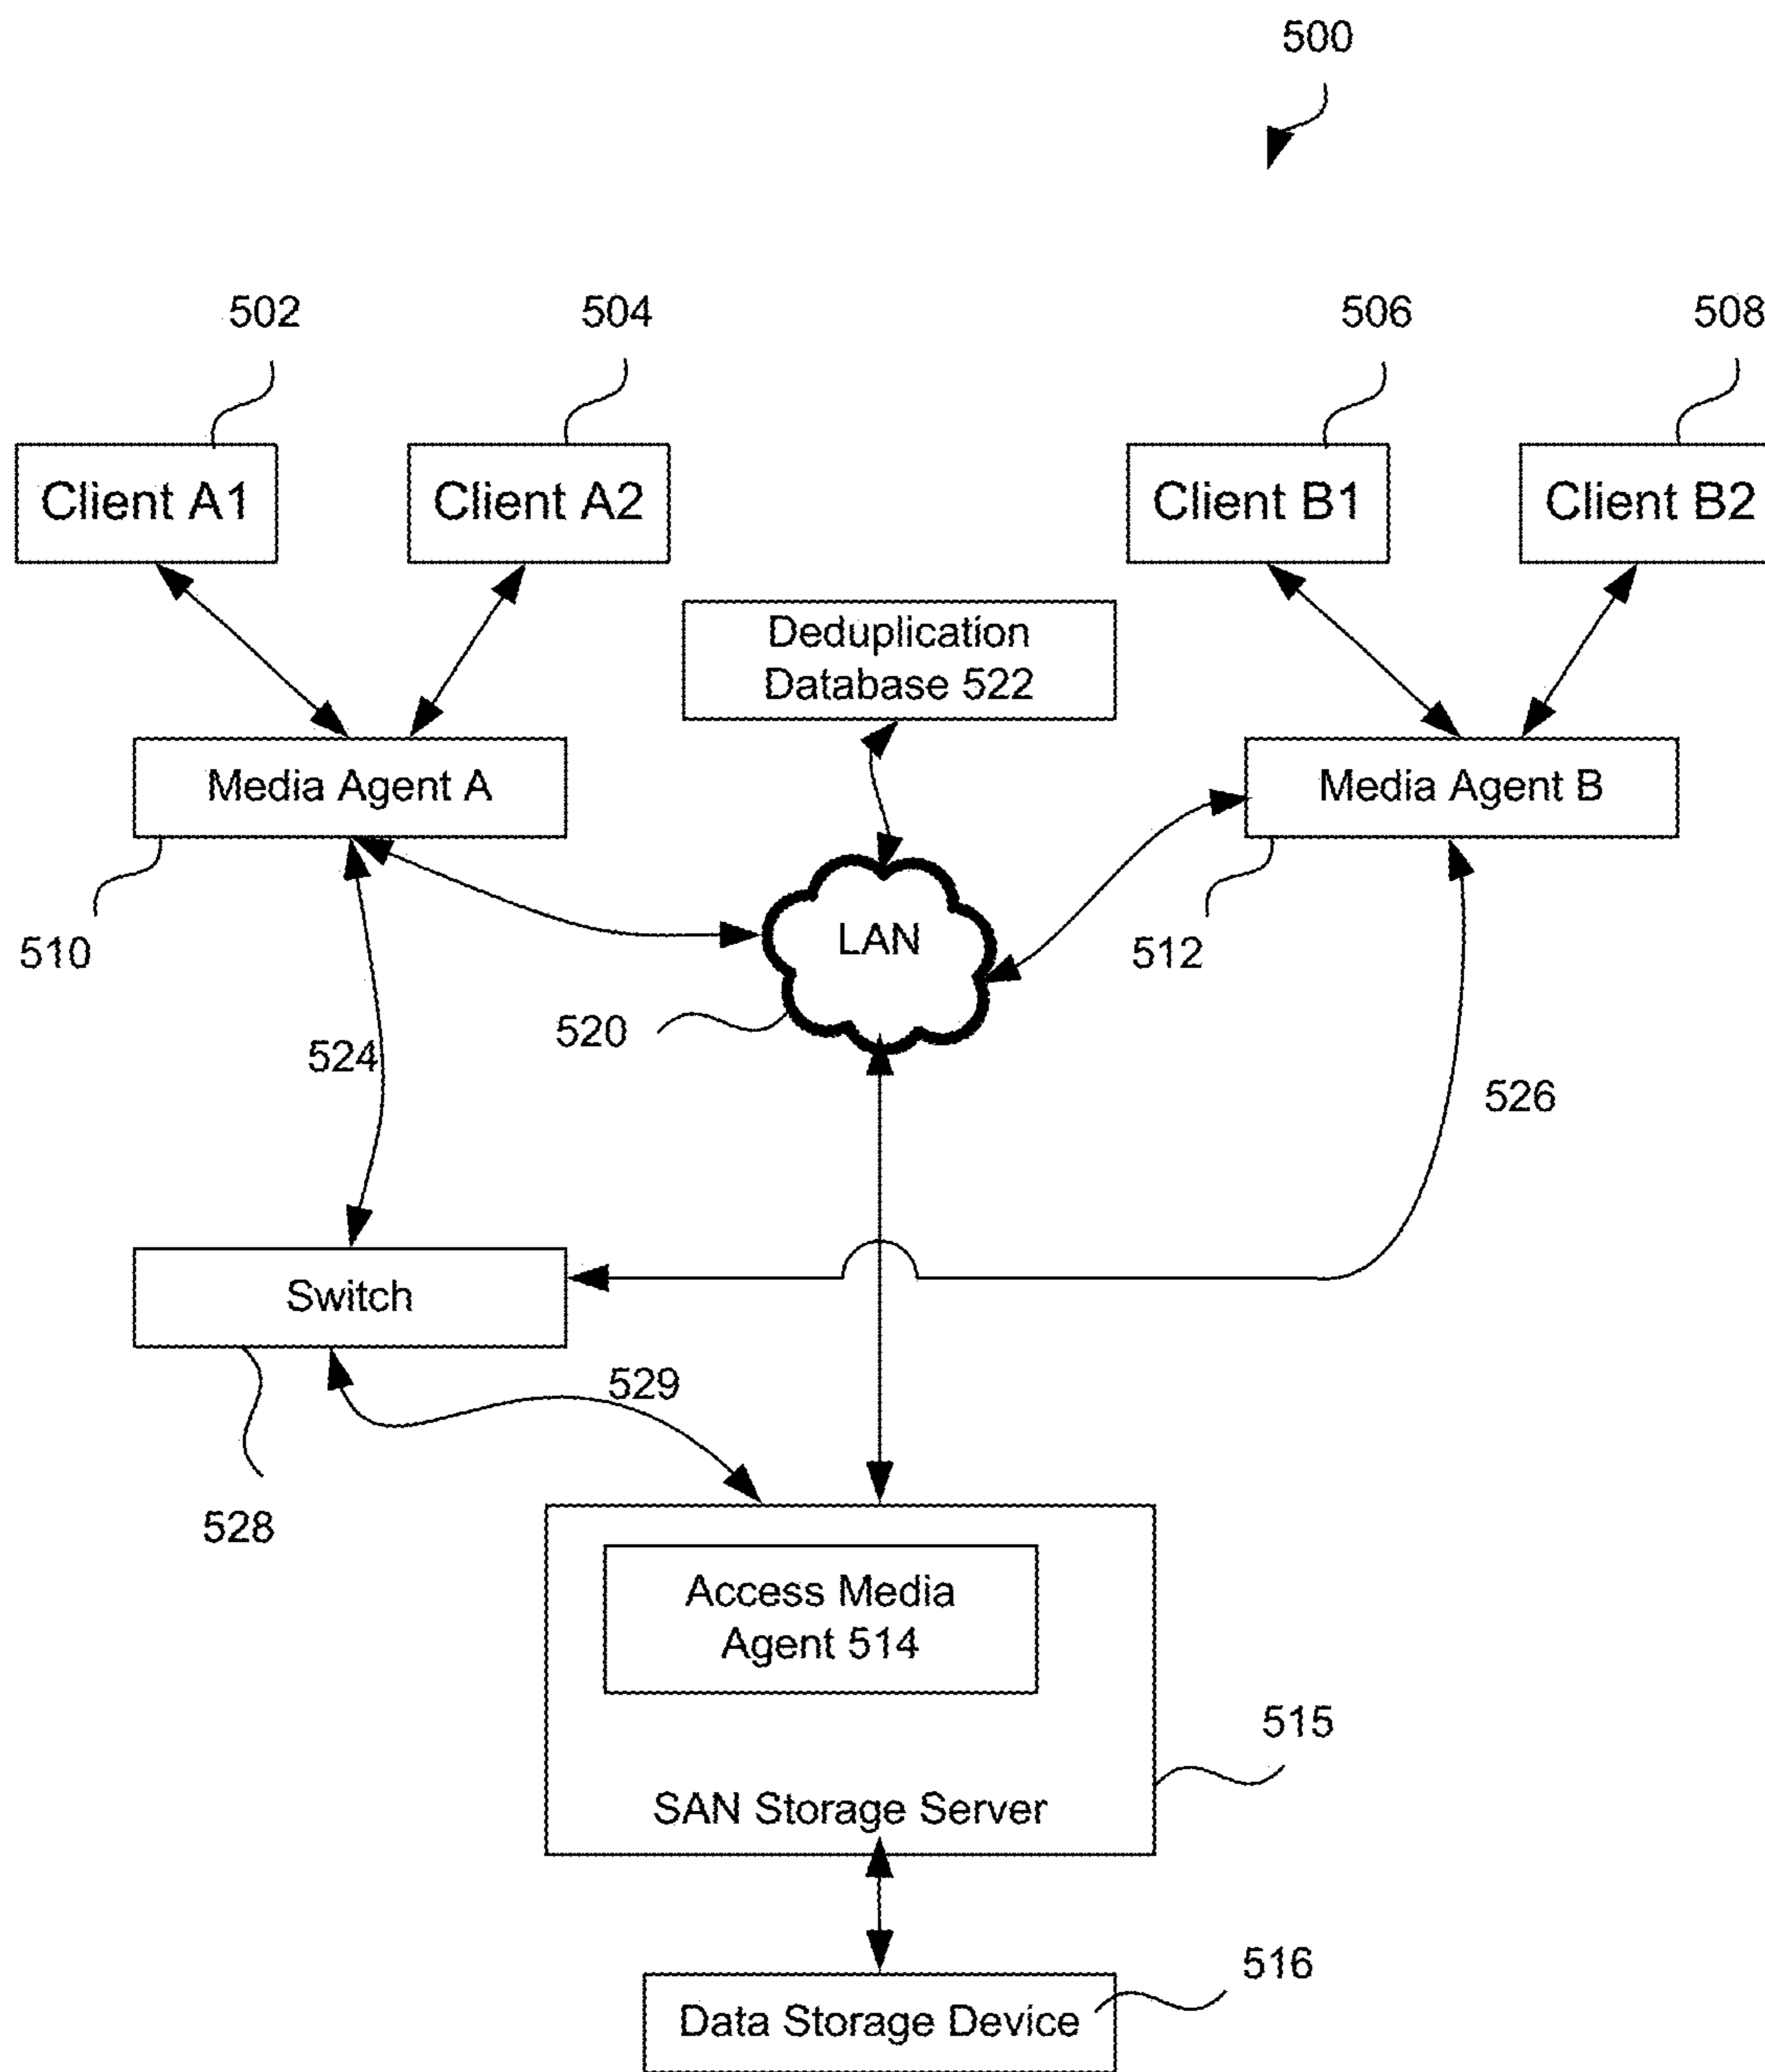 500
502
504
506
508
Client A1
Client A2
Client B1
Client B2
Deduplication
Database 522
Media Agent A
Media Agent B
LAN
510
512
520
524
526
Switch
529
528
Access Media
Agent 514
515
SAN Storage Server
516
Data Storage Device